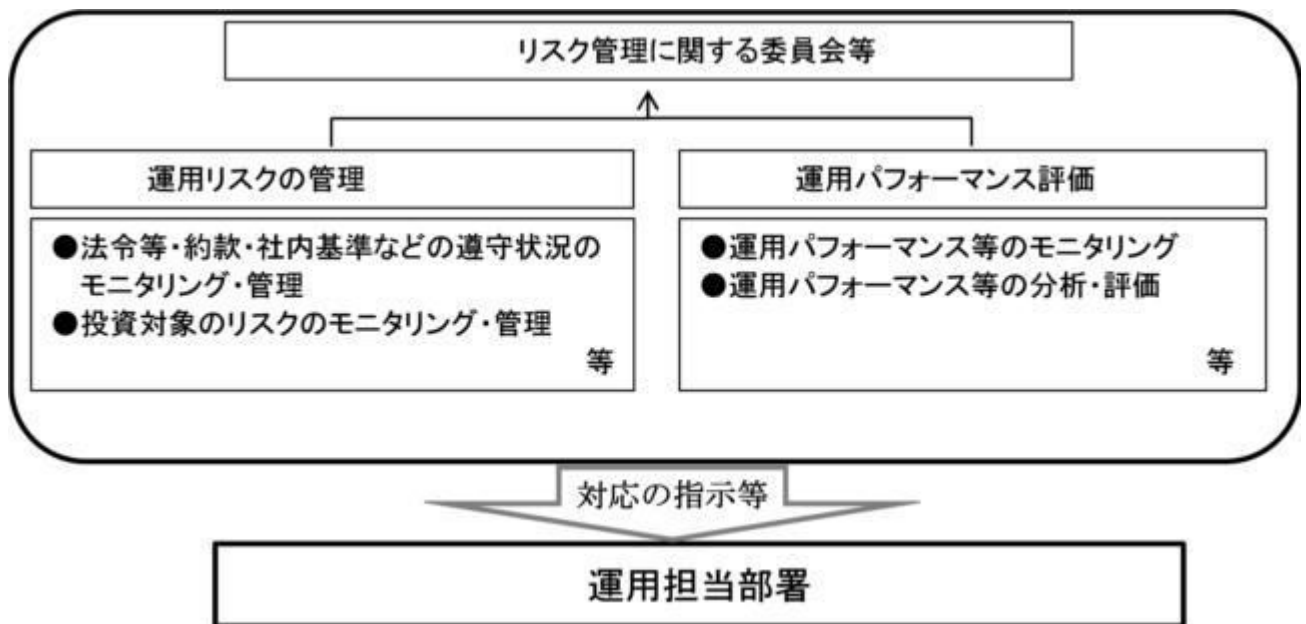 リスク管理に関する委員会等
運用リスクの管理
運用パフォーマンス評価
●法令等・約款・社内基準などの遵守状況の
モニタリング・管理
●投資対象のリスクのモニタリング・管理
等
●運用パフォーマンス等のモニタリング
●運用パフォーマンス等の分析・評価
等
対応の指示等
運用担当部署